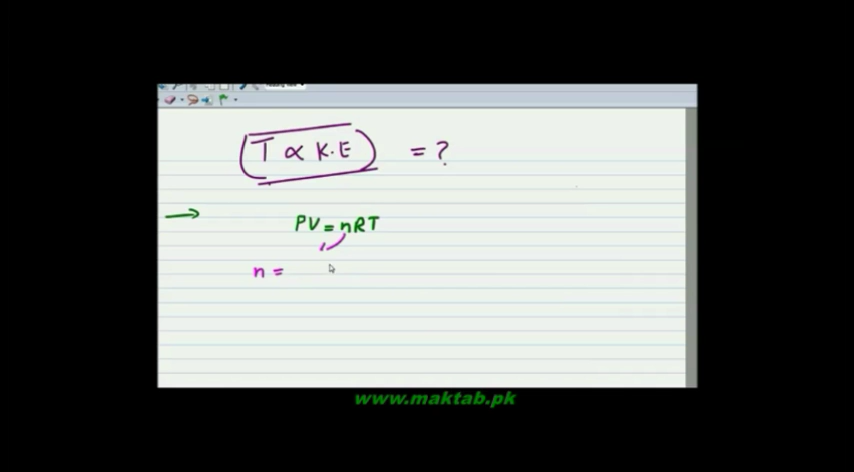 T ∝ K.E = ?
PV = nRT
n =
www.maktab.pk